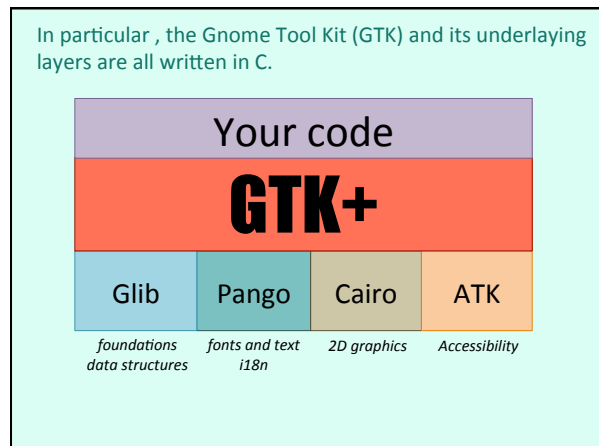 In particular , the Gnome Tool Kit (GTK) and its underlaying
layers are all written in C.
Your code
GTK+
Glib Pango Cairo ATK
foundations fonts and text 2D graphics Accessibility
data structures i18n